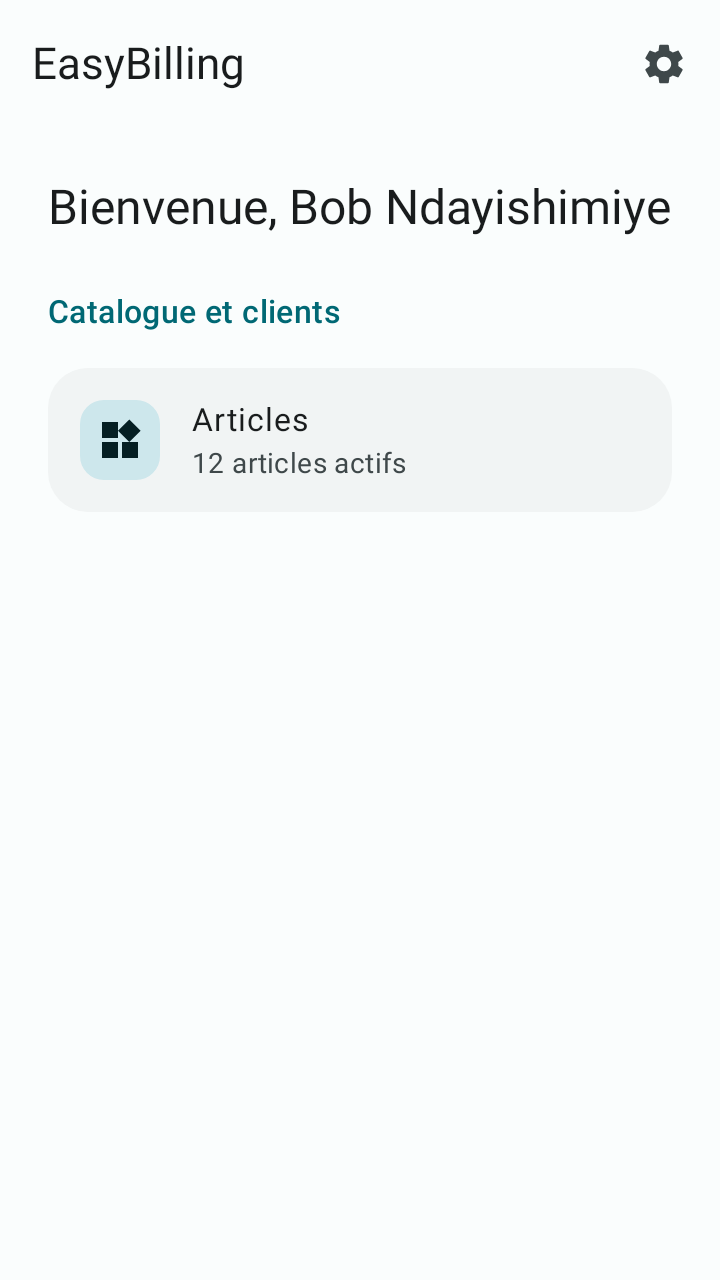 EasyBilling
Bienvenue, Bob Ndayishimiye
Catalogue et clients
Articles
12 articles actifs